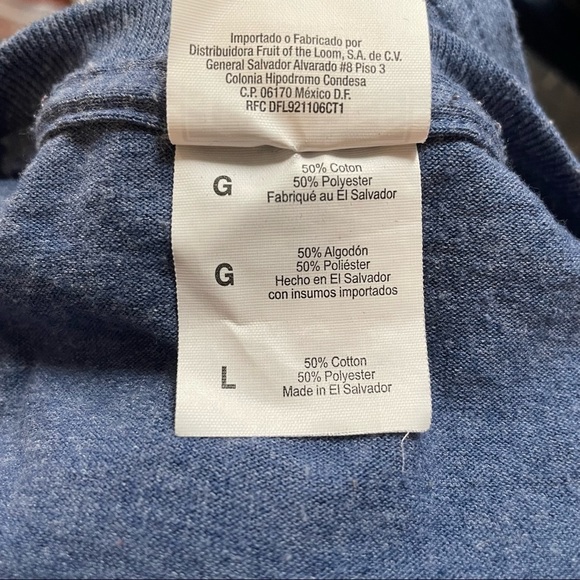 Importado o Fabricado por
Distribuidora Fruit of the Loom, S.A. de C.V.
General Salvador Alvarado #8 Piso 3
Colonia Hipodromo Condesa
C.P. 06170 México D.F.
RFC DFL921106CT1
G
50% Coton
50% Polyester
Fabriqué au El Salvador
G
50% Algodón
50% Poliéster
Hecho en El Salvador
con insumos importados
L
50% Cotton
50% Polyester
Made in El Salvador